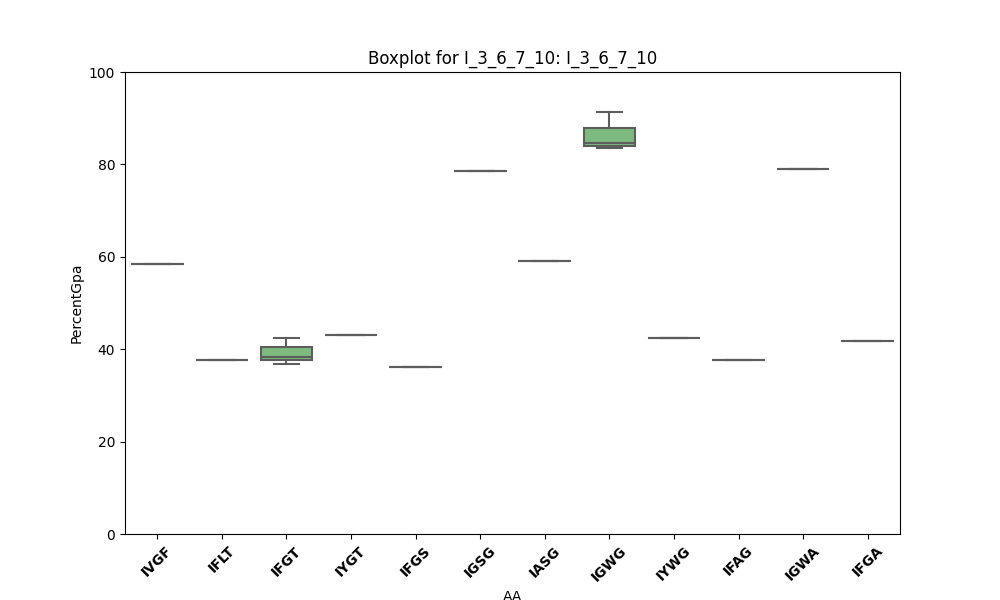 Boxplot for I_3_6_7_10: I_3_6_7_10
100
80
60
40
20
0
PercentGpa
IVGF
IFLT
IFGT
IYGT
IFGS
IGSG
IASG
IGWG
IYWG
IFAG
IGWA
IFGA
AA